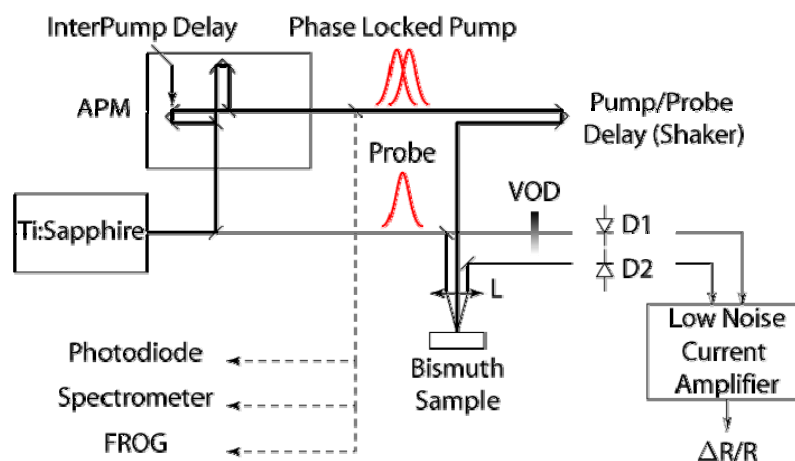 InterPump Delay
Phase Locked Pump
APM
Pump/Probe
Delay (Shaker)
Probe
VOD
Ti:Sapphire
D1
D2
L
Low Noise
Current
Amplifier
Bismuth
Sample
Photodiode
Spectrometer
FROG
ΔR/R